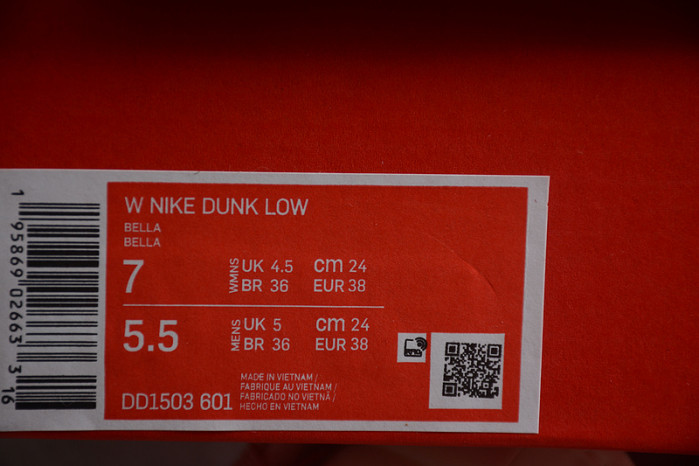 W NIKE DUNK LOW
BELLA
BELLA
7 WMNS UK 4.5 cm 24
BR 36 EUR 38
5.5 MENS UK 5 cm 24
BR 36 EUR 38
DD1503 601
MADE IN VIETNAM /
FABRIQUE AU VIETNAM /
FABRICADO NO VIETNÃ /
HECHO EN VIETNAM
1 95869 02663 3 16